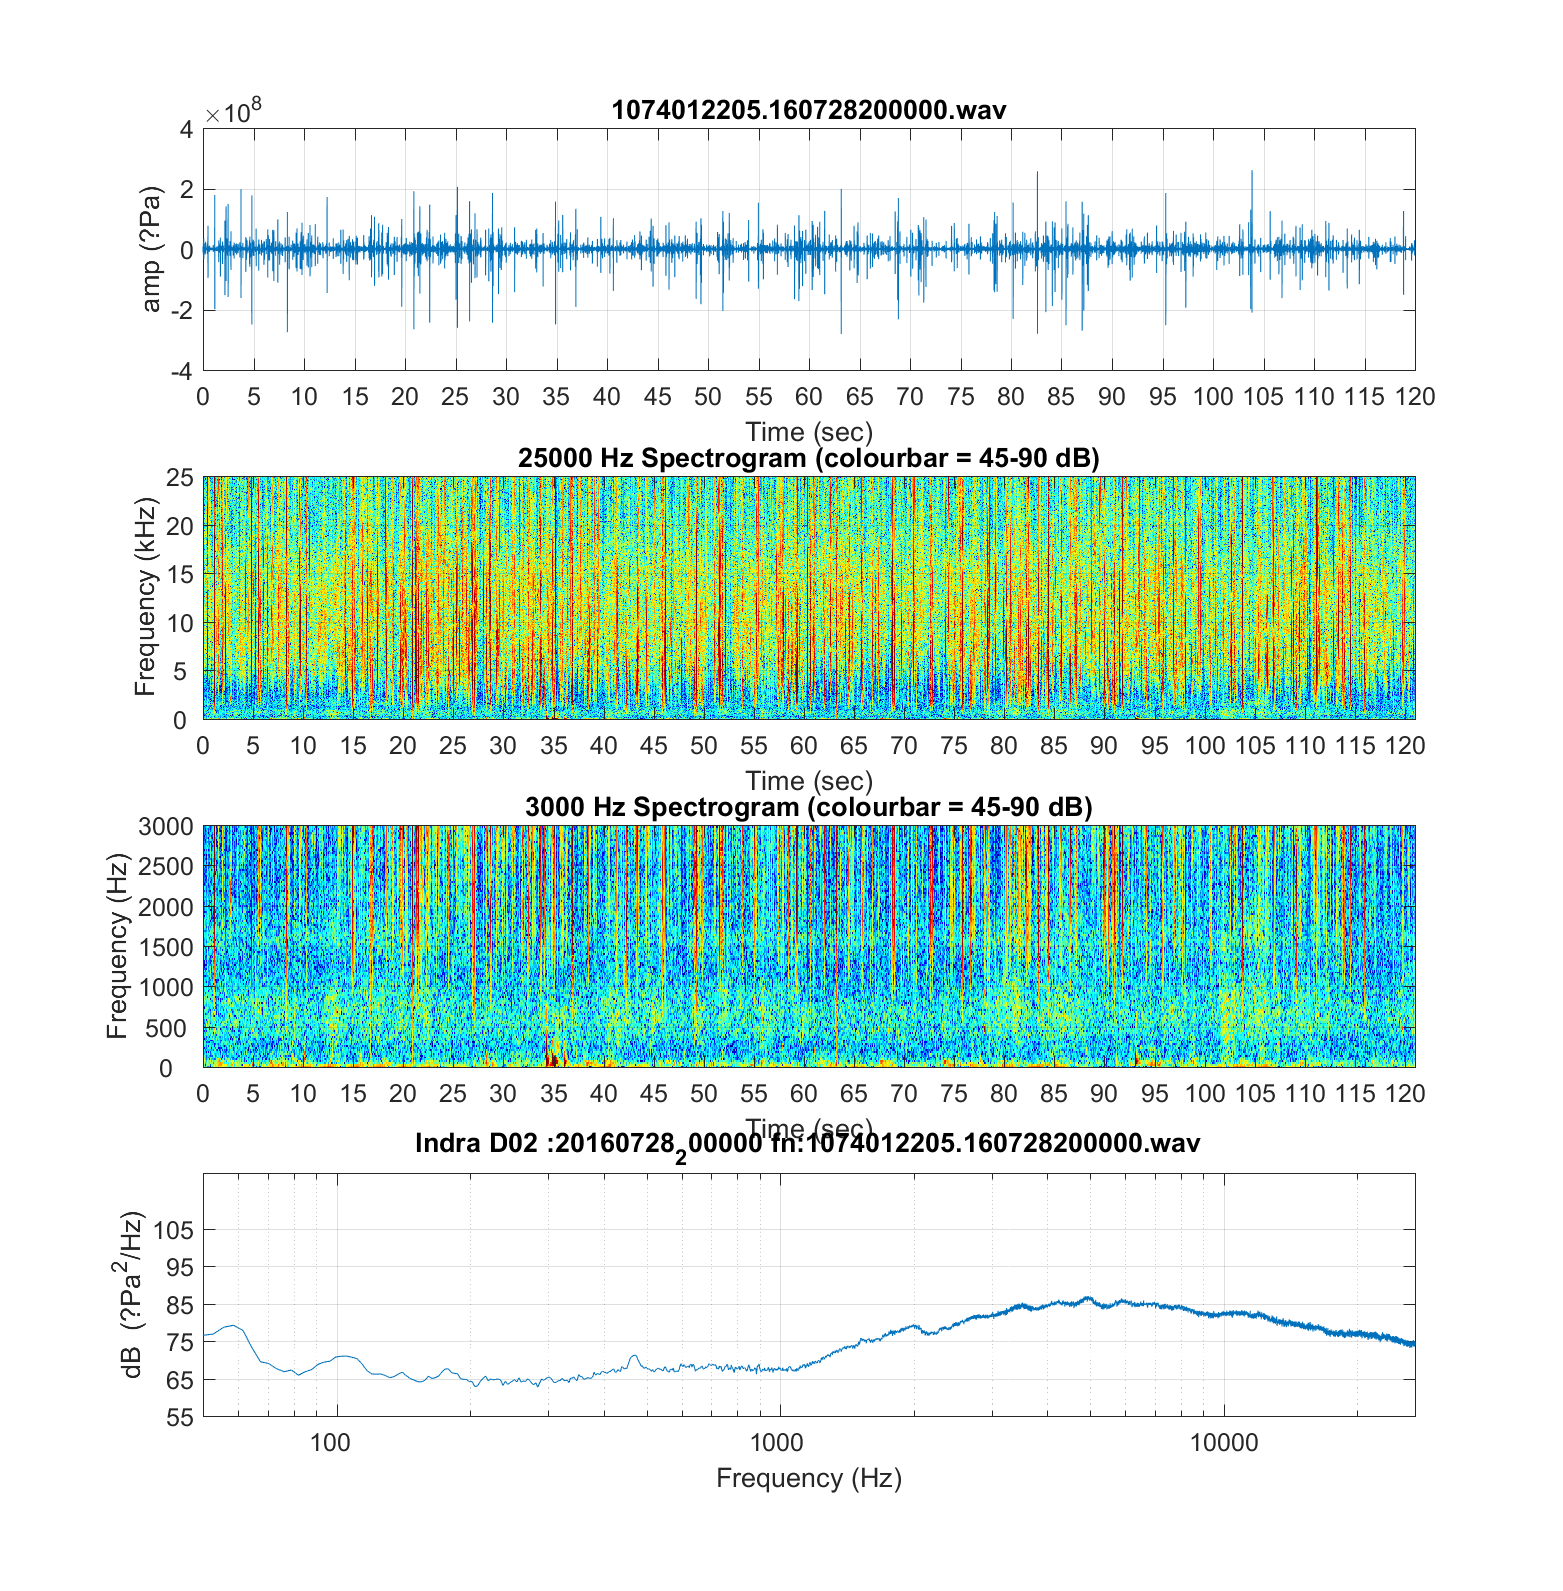 1074012205.160728200000.wav
×10⁸
amp (?Pa)
4
2
0
-2
-4
0 5 10 15 20 25 30 35 40 45 50 55 60 65 70 75 80 85 90 95 100 105 110 115 120
Time (sec)
25000 Hz Spectrogram (colourbar = 45-90 dB)
Frequency (kHz)
25
20
15
10
5
0
0 5 10 15 20 25 30 35 40 45 50 55 60 65 70 75 80 85 90 95 100 105 110 115 120
Time (sec)
3000 Hz Spectrogram (colourbar = 45-90 dB)
Frequency (Hz)
3000
2500
2000
1500
1000
500
0
0 5 10 15 20 25 30 35 40 45 50 55 60 65 70 75 80 85 90 95 100 105 110 115 120
Time (sec)
Indra D02 :20160728₂00000 fn:1074012205.160728200000.wav
dB (?Pa²/Hz)
105
95
85
75
65
55
100 1000 10000
Frequency (Hz)